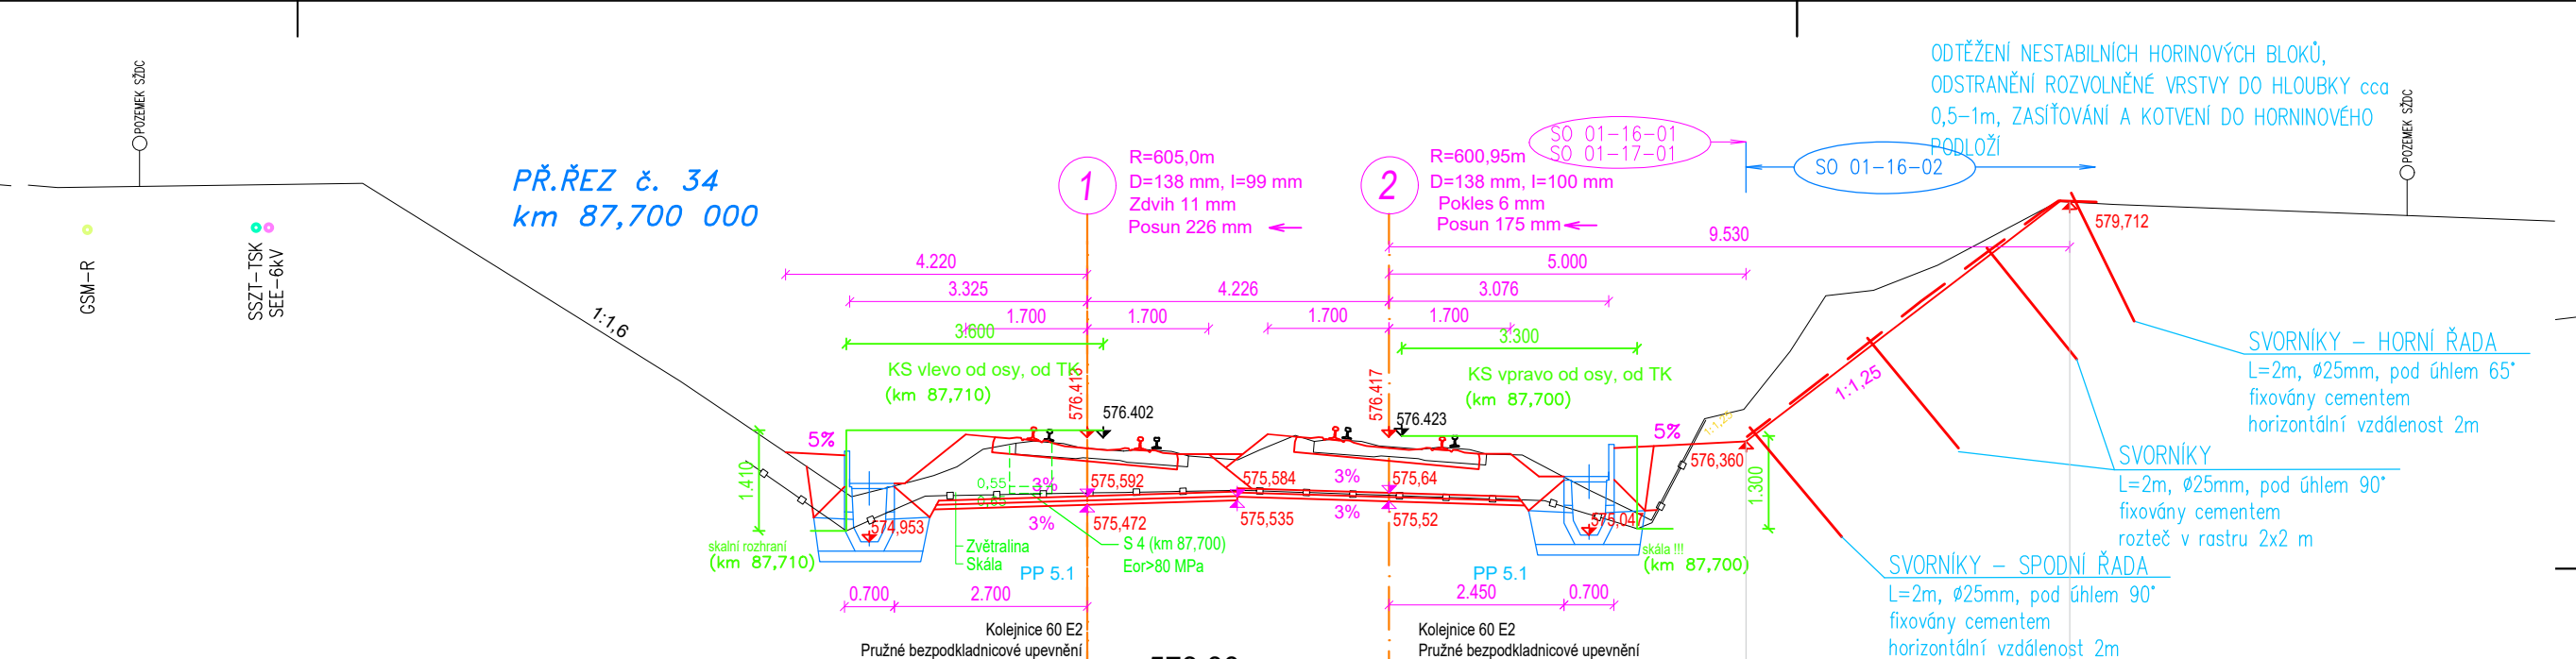 POZEMEK SŽDC
PŘ.ŘEZ č. 34
km 87,700 000
GSM-R
SSZT-TSK
SEE-6kV
1:1,6
1
R=605,0m
D=138 mm, I=99 mm
Zdvih 11 mm
Posun 226 mm
2
R=600,95m
D=138 mm, I=100 mm
Pokles 6 mm
Posun 175 mm
SO 01-16-01
SO 01-17-01
SO 01-16-02
ODTĚŽENÍ NESTABILNÍCH HORINOVÝCH BLOKŮ,
ODSTRANĚNÍ ROZVOLNĚNÉ VRSTVY DO HLOUBKY cca
0,5-1m, ZASÍŤOVÁNÍ A KOTVENÍ DO HORNINOVÉHO
PODLOŽÍ
POZEMEK SŽDC
579,712
9.530
4.220
5.000
3.325
4.226
3.076
1.700
1.700
1.700
1.700
3.600
3.300
KS vlevo od osy, od TK
(km 87,710)
KS vpravo od osy, od TK
(km 87,700)
576.413
576.402
576.417
576.423
5%
5%
1:1,25
1:1,25
576,360
1.410
1.300
0,55
3%
575,592
575,584
3%
575,64
3%
575,472
575,535
3%
575,52
574,953
575,047
skalní rozhraní
(km 87,710)
Zvětralina
Skála
S 4 (km 87,700)
Eor>80 MPa
PP 5.1
PP 5.1
skála !!!
(km 87,700)
0.700
2.700
2.450
0.700
Kolejnice 60 E2
Pružné bezpodkladnicové upevnění
Kolejnice 60 E2
Pružné bezpodkladnicové upevnění
SVORNÍKY - HORNÍ ŘADA
L=2m, Ø25mm, pod úhlem 65°
fixovány cementem
horizontální vzdálenost 2m
SVORNÍKY
L=2m, Ø25mm, pod úhlem 90°
fixovány cementem
rozteč v rastru 2x2 m
SVORNÍKY - SPODNÍ ŘADA
L=2m, Ø25mm, pod úhlem 90°
fixovány cementem
horizontální vzdálenost 2m